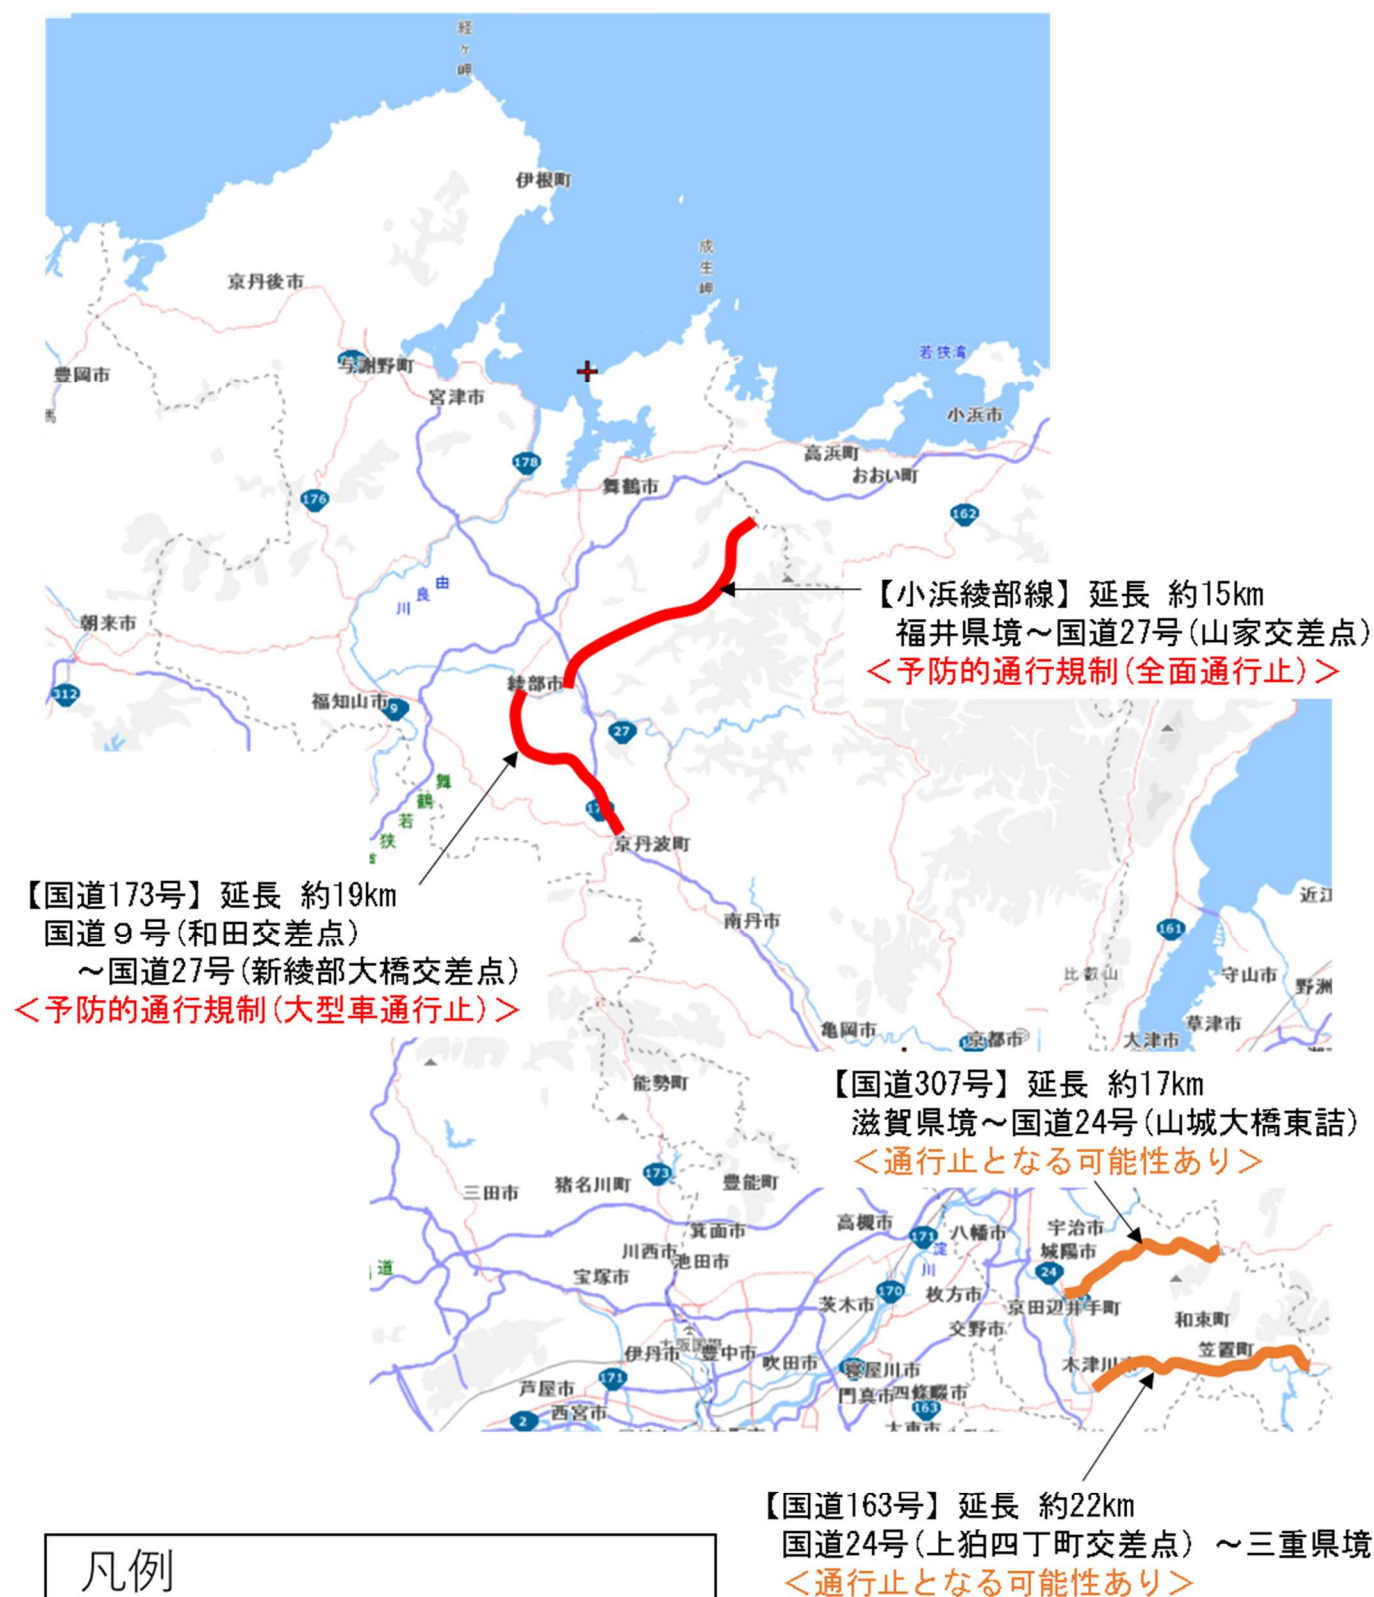 経ヶ岬
伊根町
成生岬
京丹後市
若狭湾
与謝野町
豊岡市
宮津市
小浜市
高浜町
178
おおい町
舞鶴市
176
162
由良川
【小浜綾部線】延長 約15km
福井県境～国道27号(山家交差点)
＜予防的通行規制(全面通行止)＞
朝来市
綾部市
312
福知山市
9
27
舞鶴若狭
京丹波町
【国道173号】延長 約19km
国道９号(和田交差点)
～国道27号(新綾部大橋交差点)
＜予防的通行規制(大型車通行止)＞
近江
南丹市
161
比叡山
守山市
野洲
亀岡市
京都市
草津市
大津市
能勢町
【国道307号】延長 約17km
滋賀県境～国道24号(山城大橋東詰)
＜通行止となる可能性あり＞
173
三田市
猪名川町
豊能町
高槻市
宇治市
箕面市
171
八幡市
川西市
城陽市
池田市
淀川
道
宝塚市
24
170
枚方市
茨木市
京田辺
井手町
和束町
交野市
伊丹市
豊中市
笠置町
吹田市
木津川市
寝屋川市
171
芦屋市
門真市
四條畷市
西宮市
163
2
【国道163号】延長 約22km
国道24号(上狛四丁町交差点) ～三重県境
＜通行止となる可能性あり＞
凡例